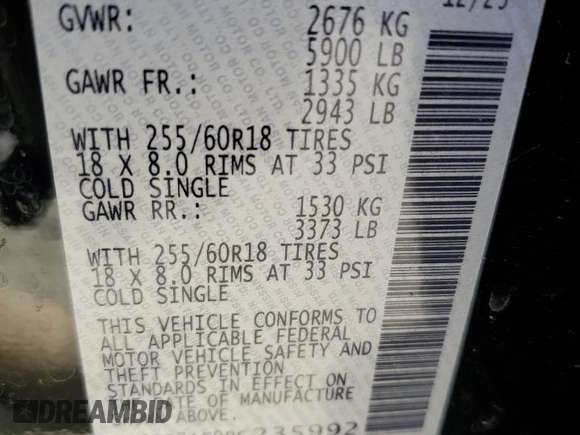 12/23
GVWR: 2676 KG
5900 LB
GAWR FR.: 1335 KG
2943 LB
WITH 255/60R18 TIRES
18 X 8.0 RIMS AT 33 PSI
COLD SINGLE
GAWR RR.: 1530 KG
3373 LB
WITH 255/60R18 TIRES
18 X 8.0 RIMS AT 33 PSI
COLD SINGLE
THIS VEHICLE CONFORMS TO
ALL APPLICABLE FEDERAL
MOTOR VEHICLE SAFETY AND
THEFT PREVENTION
STANDARDS IN EFFECT ON
DATE OF MANUFACTURE
ABOVE.
235992
DREAMBID